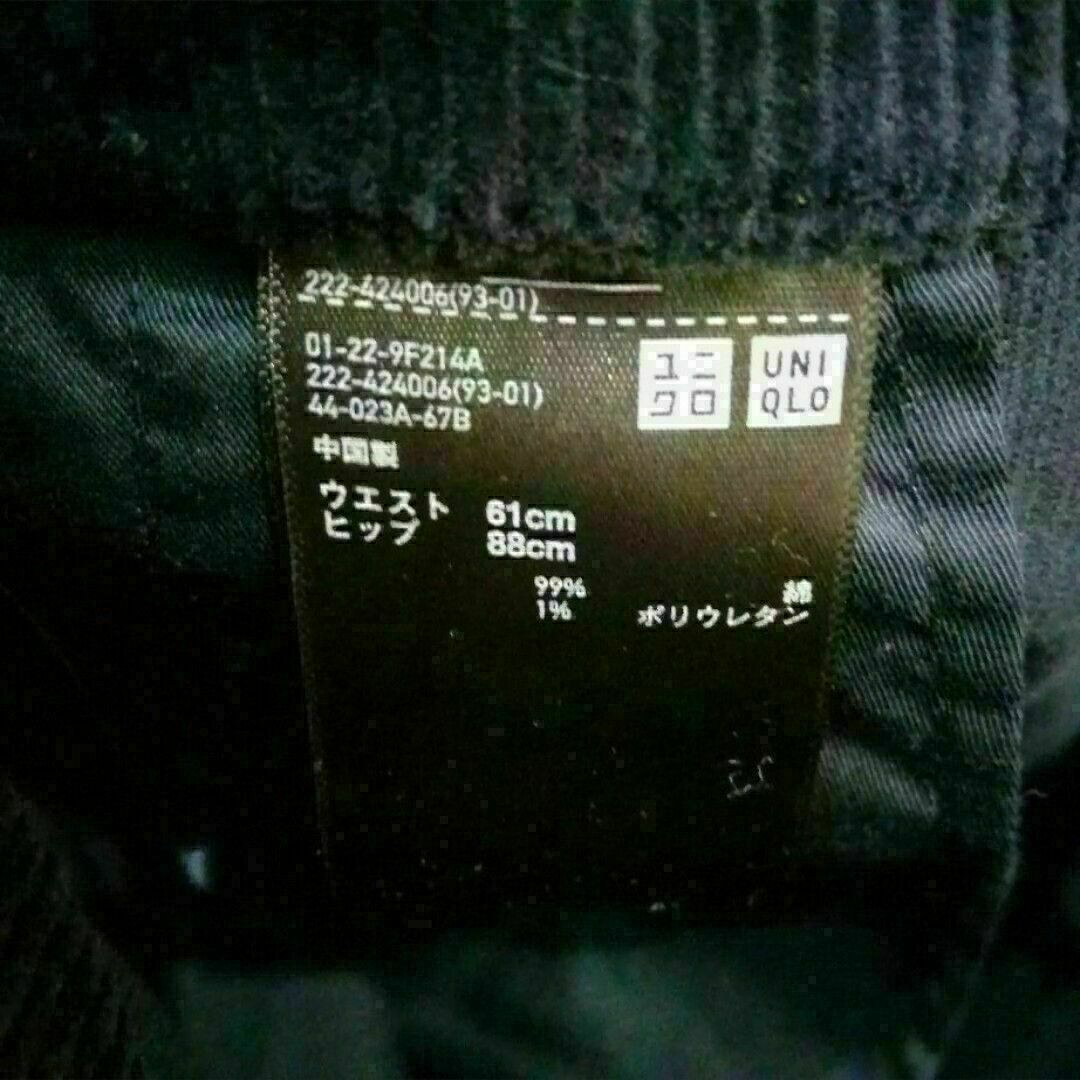 222-424006(93-01)
01-22-9F214A
222-424006(93-01)
44-023A-67B
ユニ
クロ
UNI
QLO
中国製
ウエスト 61cm
ヒップ 88cm
99% 綿
1% ポリウレタン